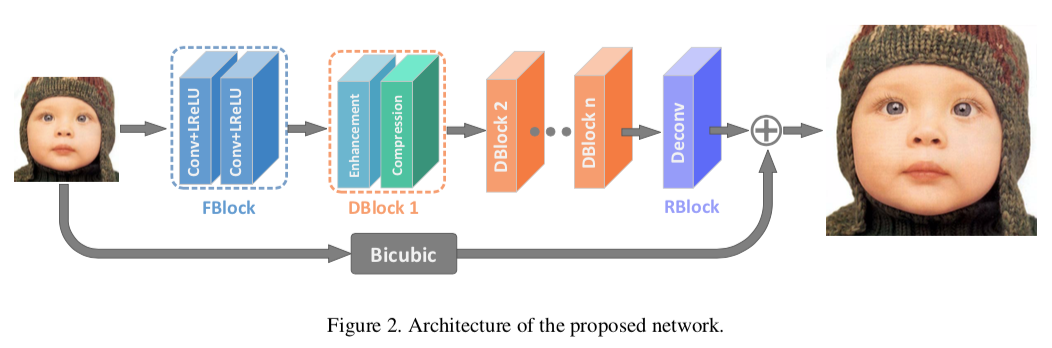 Conv+LReLU
Conv+LReLU
FBlock
Enhancement
Compression
DBlock 1
DBlock 2
DBlock n
Deconv
RBlock
Bicubic
Figure 2. Architecture of the proposed network.